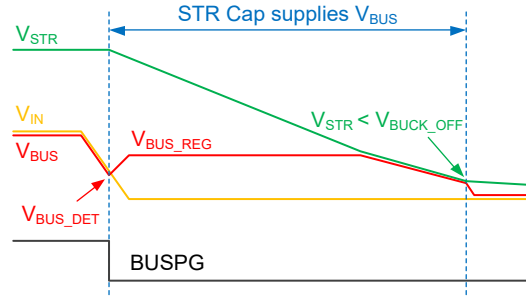 STR Cap supplies VBUS
VSTR
VIN
VBUS
VBUS_REG
VSTR < VBUCK_OFF
VBUS_DET
BUSPG